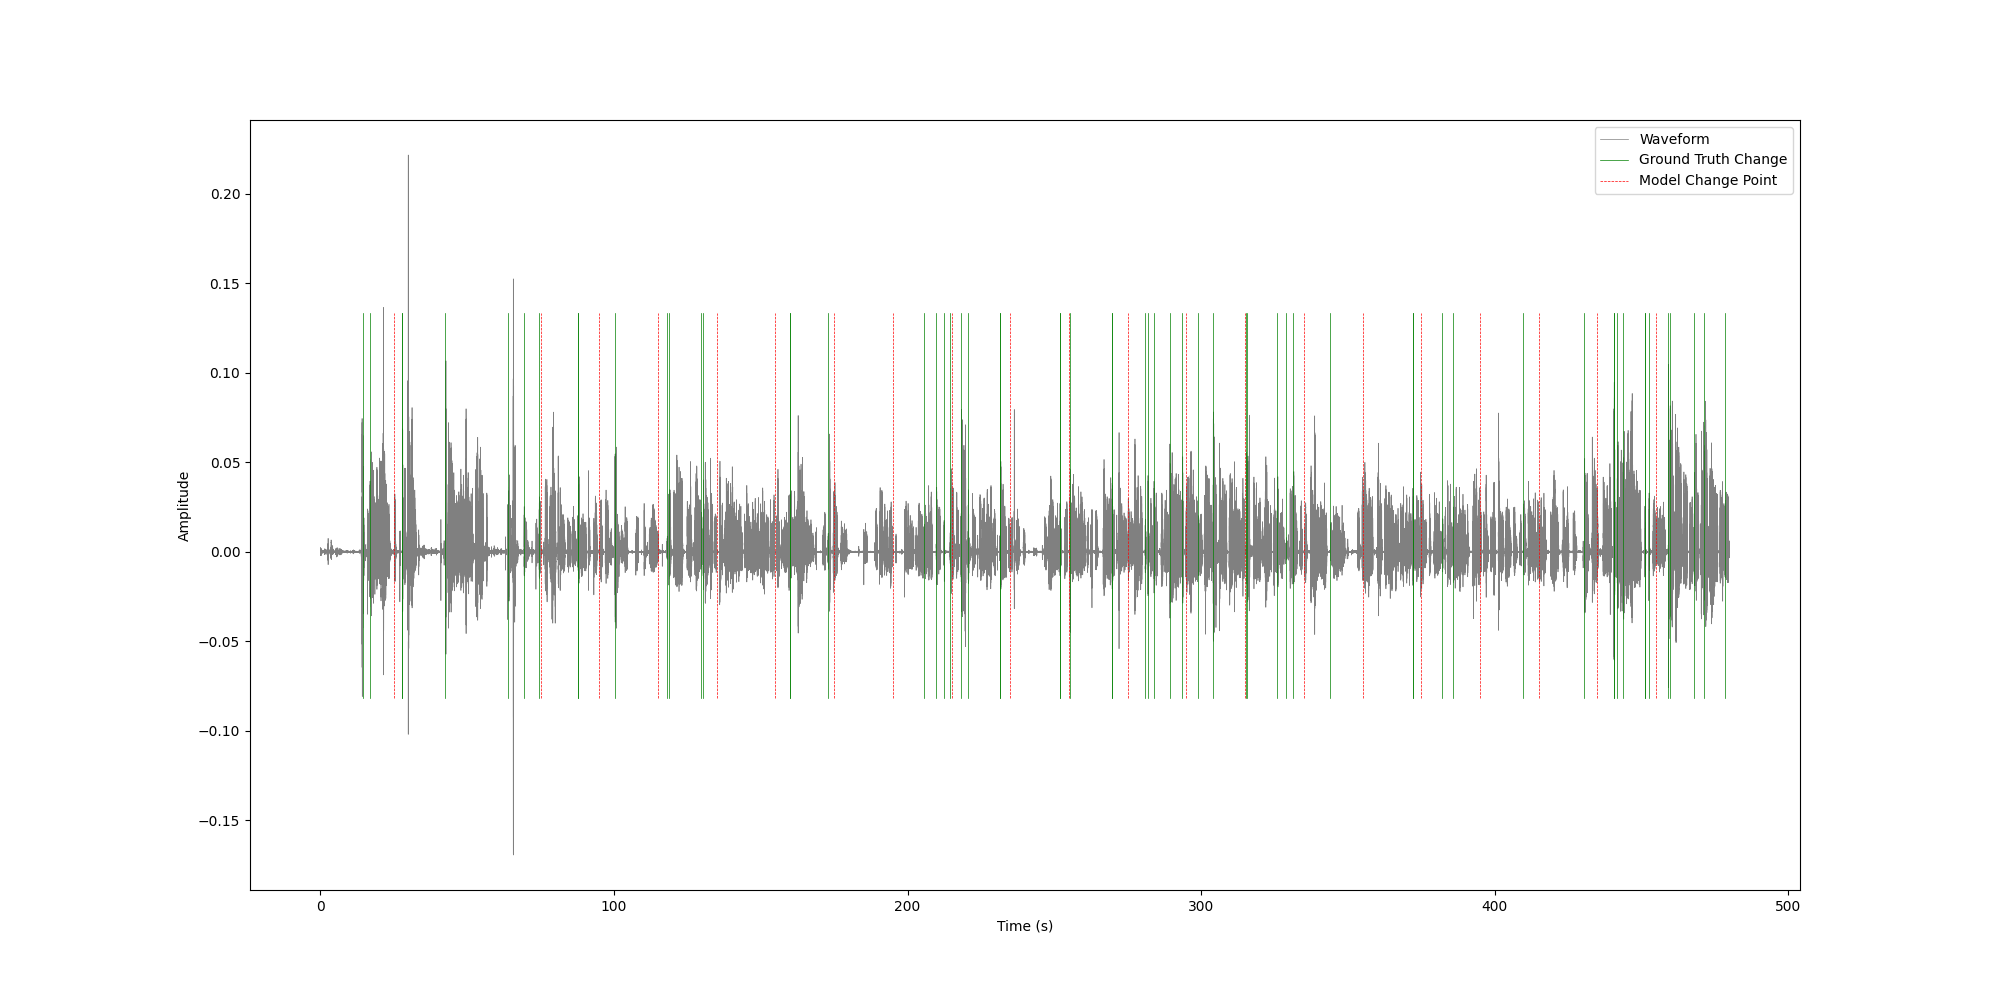 Waveform
Ground Truth Change
Model Change Point
0.20
0.15
0.10
0.05
0.00
−0.05
−0.10
−0.15
Amplitude
0 100 200 300 400 500
Time (s)